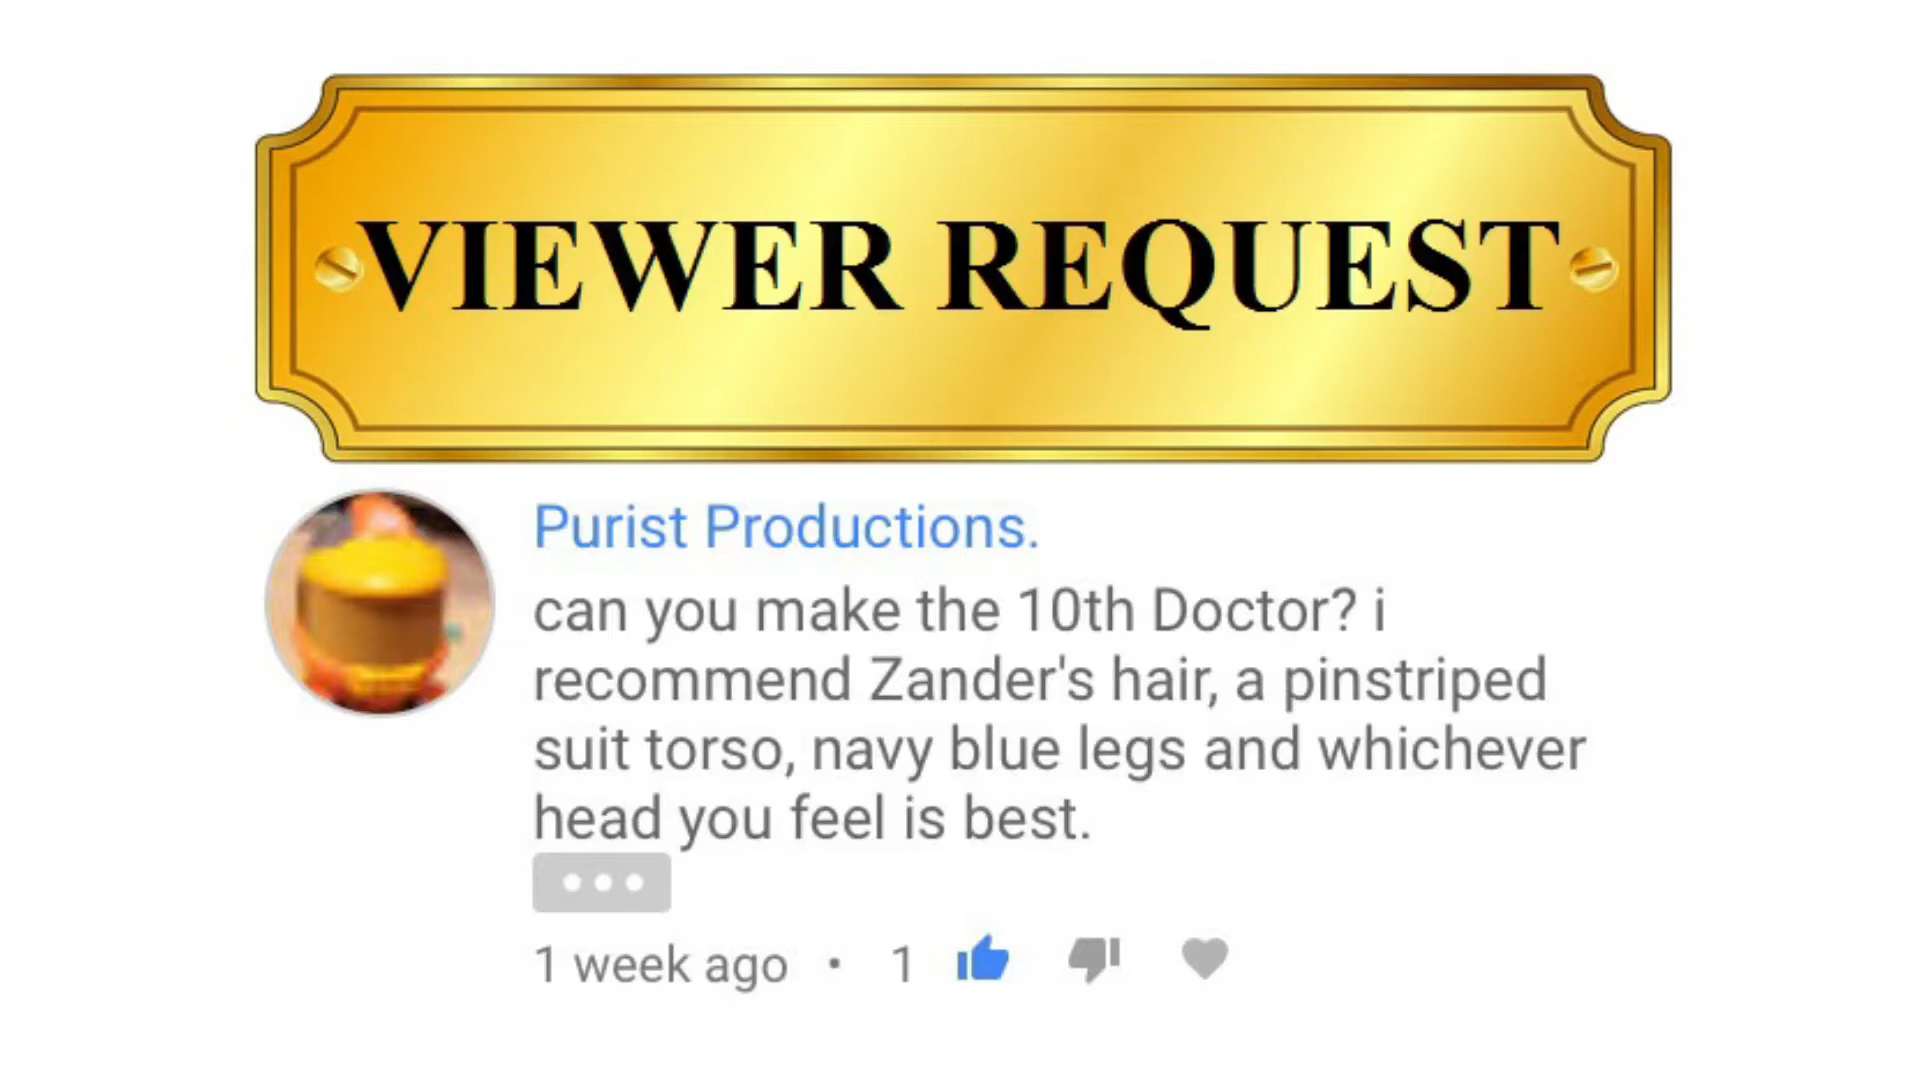 VIEWER REQUEST
Purist Productions.
can you make the 10th Doctor? i
recommend Zander's hair, a pinstriped
suit torso, navy blue legs and whichever
head you feel is best.
1 week ago • 1